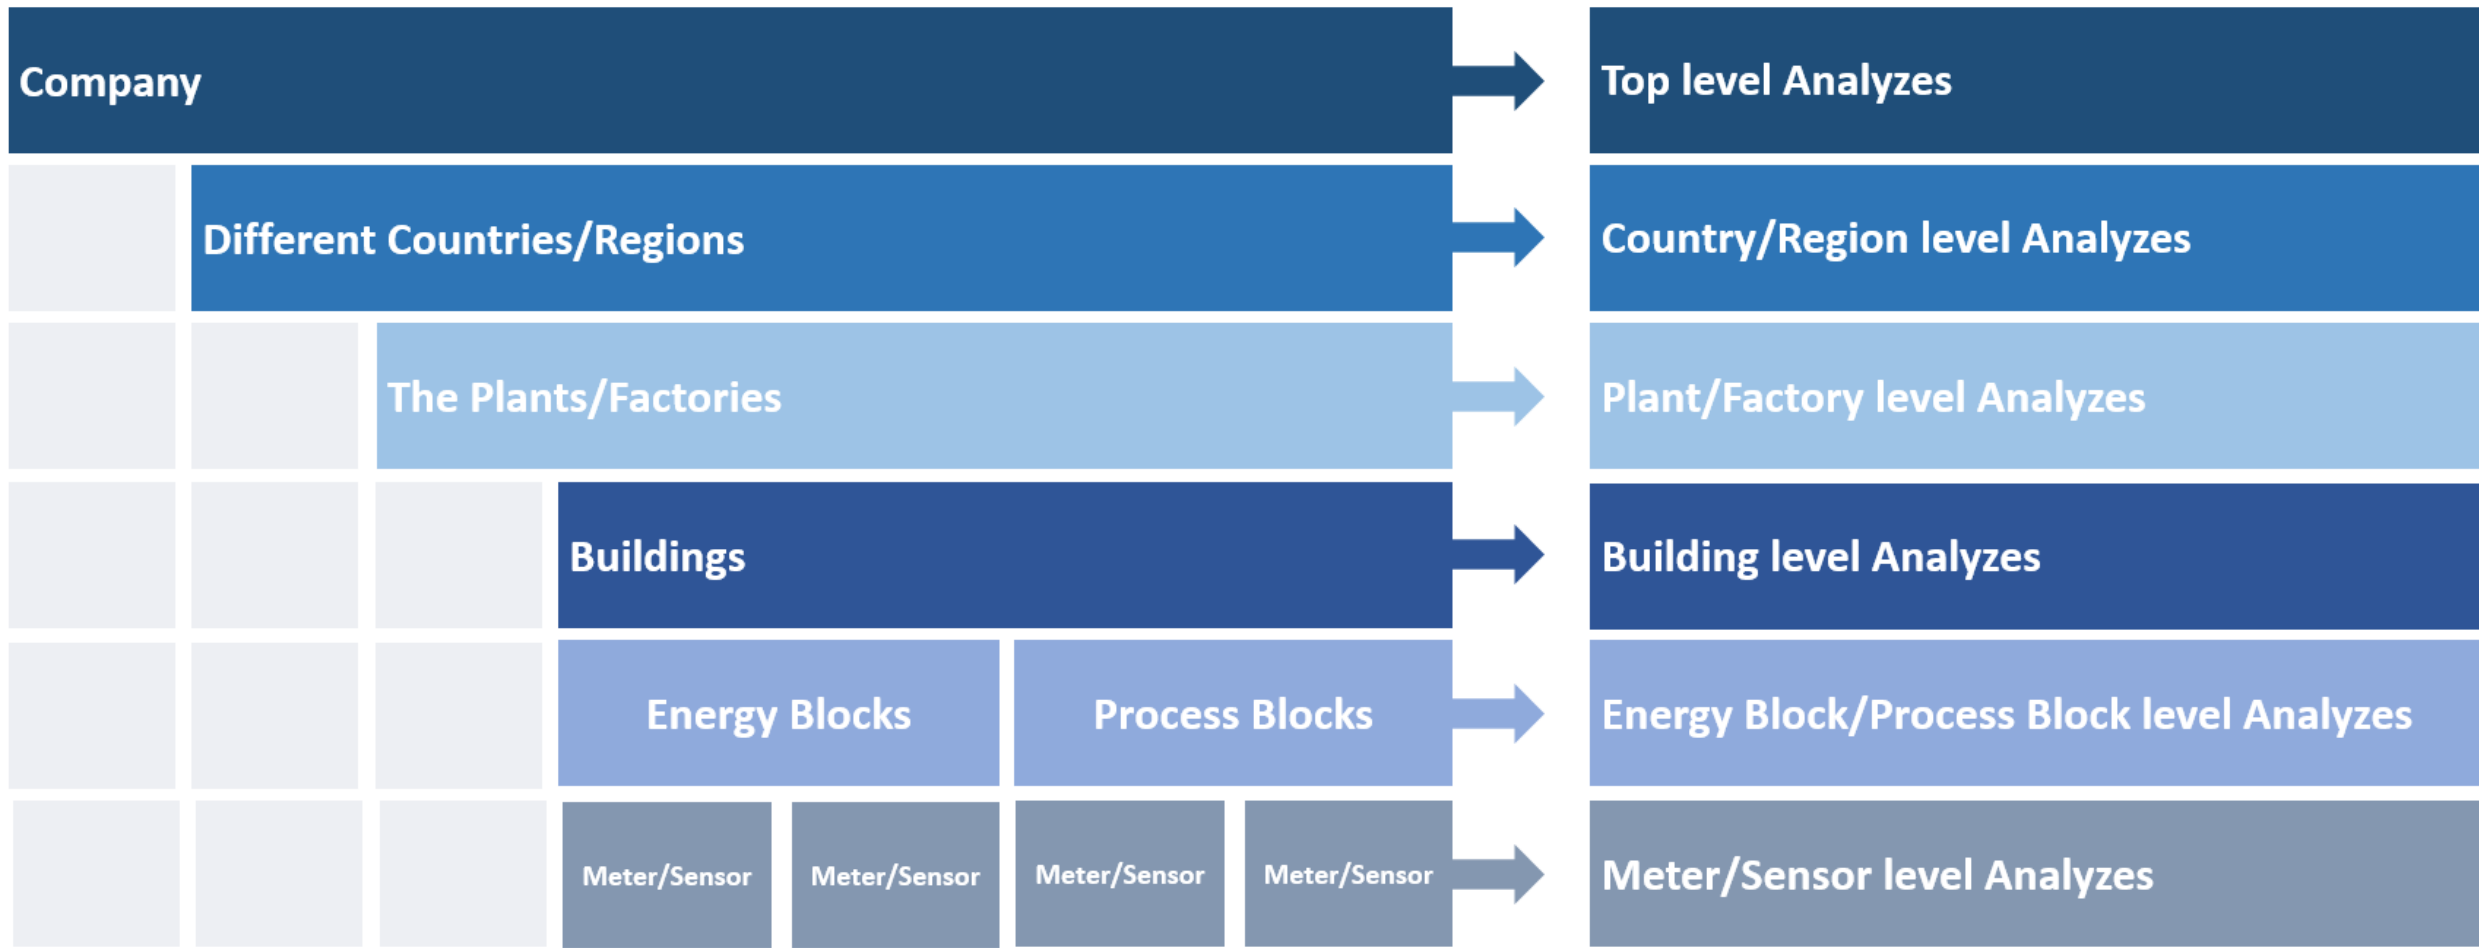 Company
Top level Analyzes
Different Countries/Regions
Country/Region level Analyzes
The Plants/Factories
Plant/Factory level Analyzes
Buildings
Building level Analyzes
Energy Blocks
Process Blocks
Energy Block/Process Block level Analyzes
Meter/Sensor
Meter/Sensor
Meter/Sensor
Meter/Sensor
Meter/Sensor level Analyzes